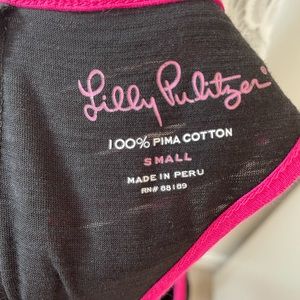 Lilly Pulitzer®
100% PIMA COTTON
SMALL
MADE IN PERU
RN# 88189